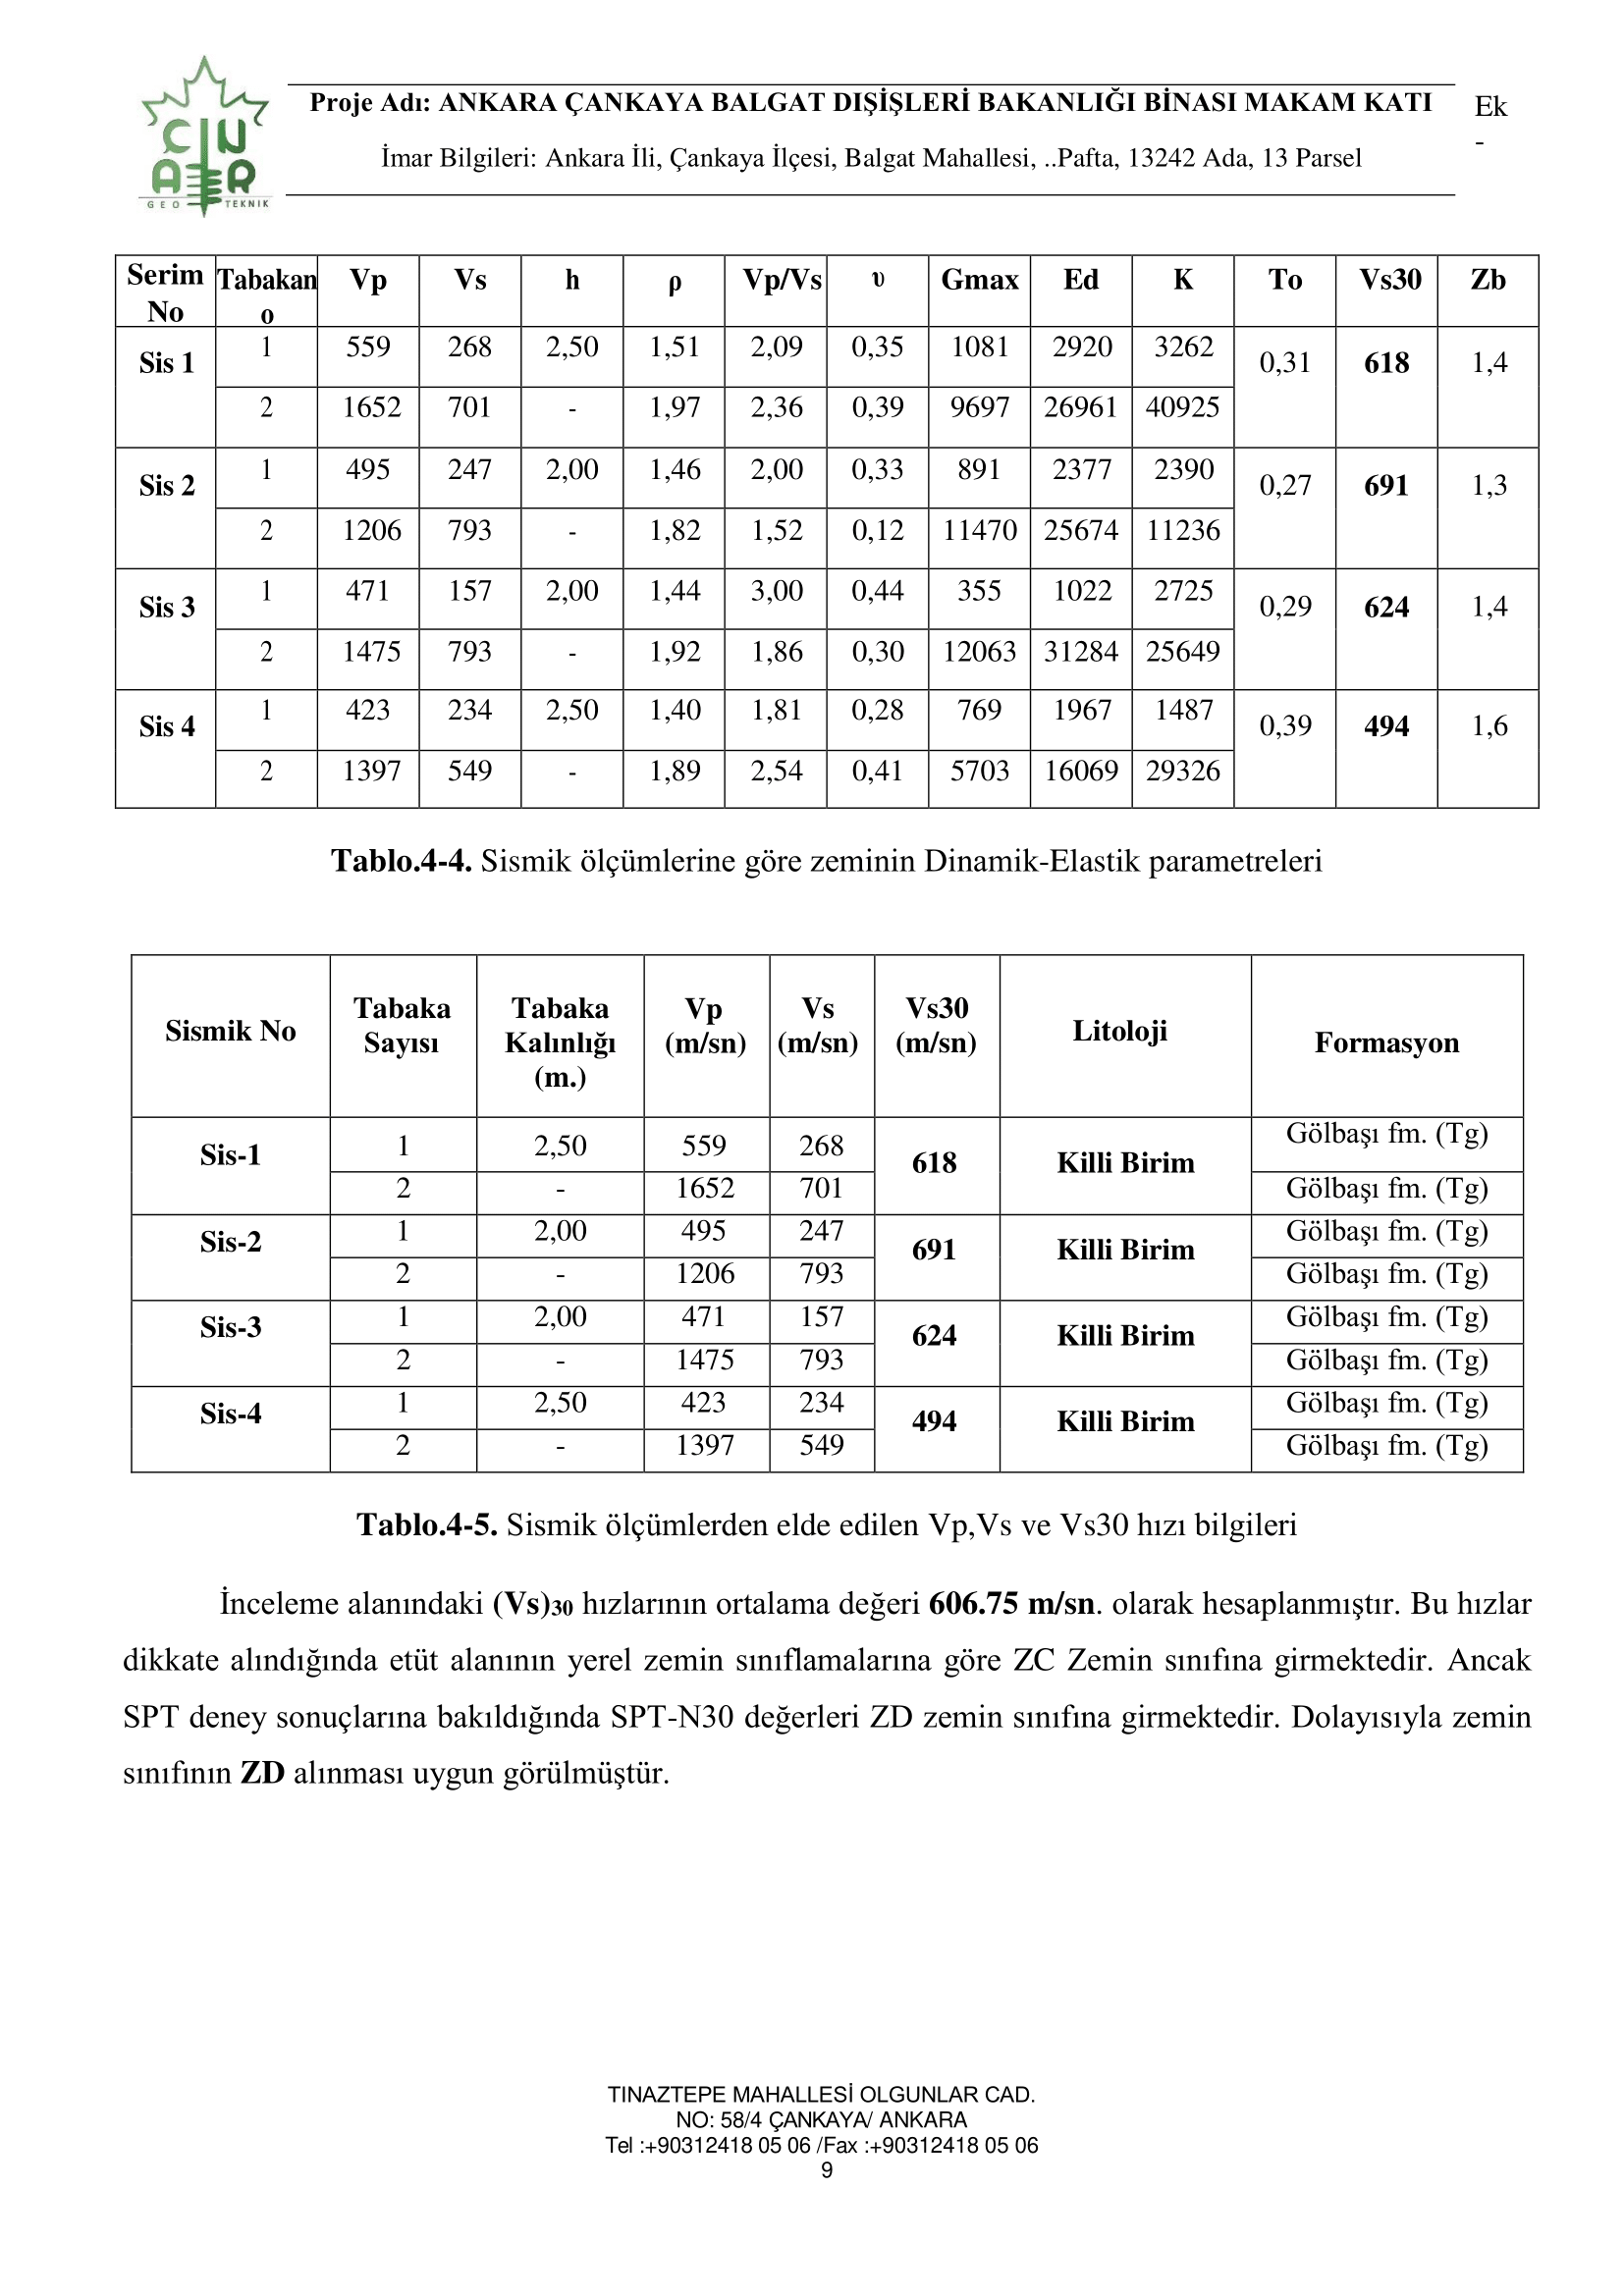 ÇINAR
GEO TEKNIK
Proje Adı: ANKARA ÇANKAYA BALGAT DIŞİŞLERİ BAKANLIĞI BİNASI MAKAM KATI
İmar Bilgileri: Ankara İli, Çankaya İlçesi, Balgat Mahallesi, ..Pafta, 13242 Ada, 13 Parsel
Ek
-
Serim No Tabakano Vp Vs h ρ Vp/Vs υ Gmax Ed K To Vs30 Zb
Sis 1 1 559 268 2,50 1,51 2,09 0,35 1081 2920 3262 0,31 618 1,4
2 1652 701 - 1,97 2,36 0,39 9697 26961 40925
Sis 2 1 495 247 2,00 1,46 2,00 0,33 891 2377 2390 0,27 691 1,3
2 1206 793 - 1,82 1,52 0,12 11470 25674 11236
Sis 3 1 471 157 2,00 1,44 3,00 0,44 355 1022 2725 0,29 624 1,4
2 1475 793 - 1,92 1,86 0,30 12063 31284 25649
Sis 4 1 423 234 2,50 1,40 1,81 0,28 769 1967 1487 0,39 494 1,6
2 1397 549 - 1,89 2,54 0,41 5703 16069 29326
Tablo.4-4. Sismik ölçümlerine göre zeminin Dinamik-Elastik parametreleri
Sismik No Tabaka Sayısı Tabaka Kalınlığı (m.) Vp (m/sn) Vs (m/sn) Vs30 (m/sn) Litoloji Formasyon
Sis-1 1 2,50 559 268 618 Killi Birim Gölbaşı fm. (Tg)
2 - 1652 701 Gölbaşı fm. (Tg)
Sis-2 1 2,00 495 247 691 Killi Birim Gölbaşı fm. (Tg)
2 - 1206 793 Gölbaşı fm. (Tg)
Sis-3 1 2,00 471 157 624 Killi Birim Gölbaşı fm. (Tg)
2 - 1475 793 Gölbaşı fm. (Tg)
Sis-4 1 2,50 423 234 494 Killi Birim Gölbaşı fm. (Tg)
2 - 1397 549 Gölbaşı fm. (Tg)
Tablo.4-5. Sismik ölçümlerden elde edilen Vp,Vs ve Vs30 hızı bilgileri
İnceleme alanındaki (Vs)30 hızlarının ortalama değeri 606.75 m/sn. olarak hesaplanmıştır. Bu hızlar
dikkate alındığında etüt alanının yerel zemin sınıflamalarına göre ZC Zemin sınıfına girmektedir. Ancak
SPT deney sonuçlarına bakıldığında SPT-N30 değerleri ZD zemin sınıfına girmektedir. Dolayısıyla zemin
sınıfının ZD alınması uygun görülmüştür.
TINAZTEPE MAHALLESİ OLGUNLAR CAD.
NO: 58/4 ÇANKAYA/ ANKARA
Tel :+90312418 05 06 /Fax :+90312418 05 06
9